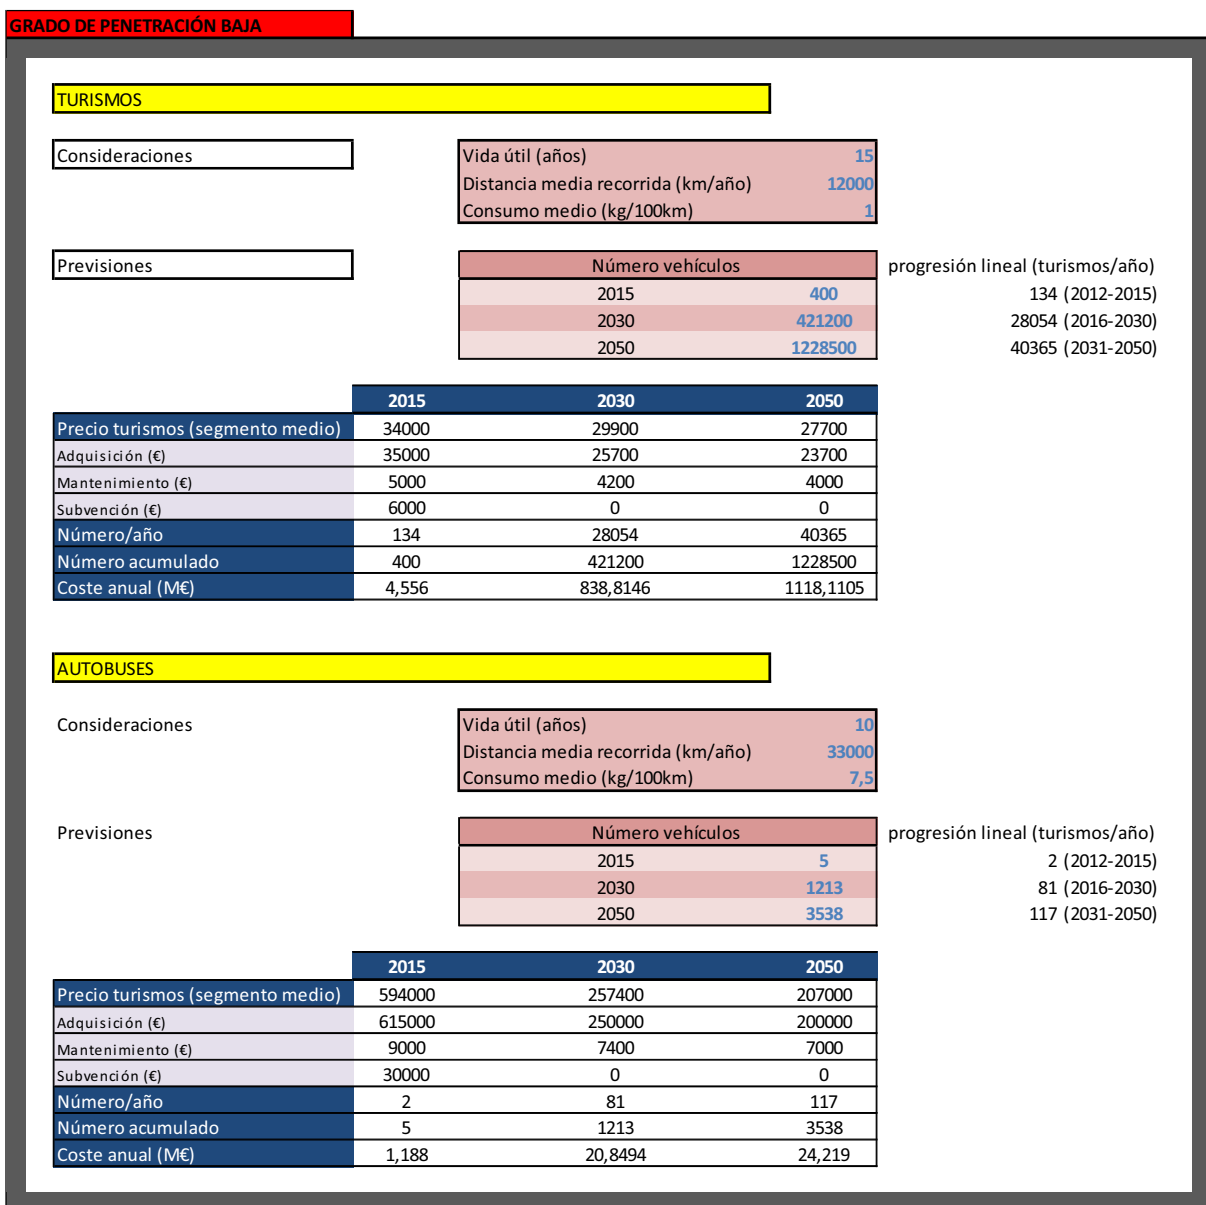 GRADO DE PENETRACIÓN BAJA
TURISMOS
Consideraciones Vida útil (años) 15
Distancia media recorrida (km/año) 12000
Consumo medio (kg/100km) 1
Previsiones Número vehículos progresión lineal (turismos/año)
2015 400 134 (2012-2015)
2030 421200 28054 (2016-2030)
2050 1228500 40365 (2031-2050)
2015 2030 2050
Precio turismos (segmento medio) 34000 29900 27700
Adquisición (€) 35000 25700 23700
Mantenimiento (€) 5000 4200 4000
Subvención (€) 6000 0 0
Número/año 134 28054 40365
Número acumulado 400 421200 1228500
Coste anual (M€) 4,556 838,8146 1118,1105
AUTOBUSES
Consideraciones Vida útil (años) 10
Distancia media recorrida (km/año) 33000
Consumo medio (kg/100km) 7,5
Previsiones Número vehículos progresión lineal (turismos/año)
2015 5 2 (2012-2015)
2030 1213 81 (2016-2030)
2050 3538 117 (2031-2050)
2015 2030 2050
Precio turismos (segmento medio) 594000 257400 207000
Adquisición (€) 615000 250000 200000
Mantenimiento (€) 9000 7400 7000
Subvención (€) 30000 0 0
Número/año 2 81 117
Número acumulado 5 1213 3538
Coste anual (M€) 1,188 20,8494 24,219